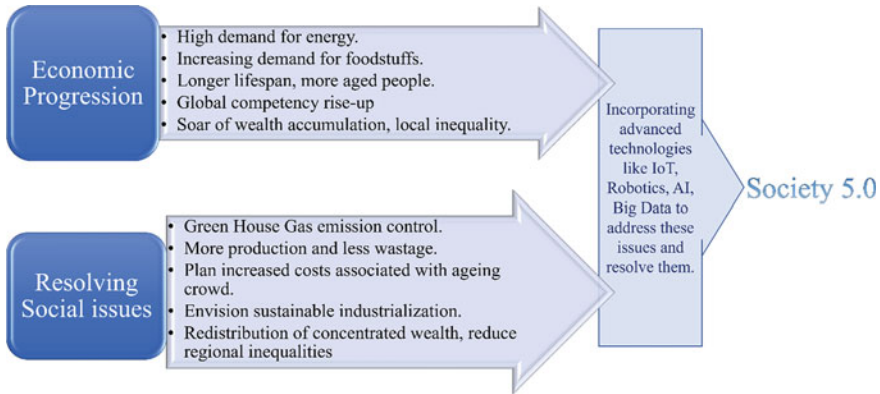 Economic
Progression
• High demand for energy.
• Increasing demand for foodstuffs.
• Longer lifespan, more aged people.
• Global competency rise-up
• Soar of wealth accumulation, local inequality.
Resolving
Social issues
• Green House Gas emission control.
• More production and less wastage.
• Plan increased costs associated with ageing
crowd.
• Envision sustainable industrialization.
• Redistribution of concentrated wealth, reduce
regional inequalities
Incorporating
advanced
technologies
like IoT,
Robotics, AI,
Big Data to
address these
issues and
resolve them.
Society 5.0